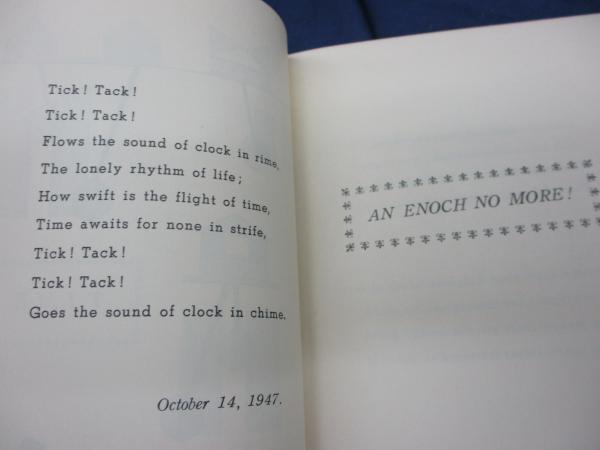 Tick! Tack!
Tick! Tack!
Flows the sound of clock in rime,
The lonely rhythm of life;
How swift is the flight of time,
Time awaits for none in strife,
Tick! Tack!
Tick! Tack!
Goes the sound of clock in chime.
October 14, 1947.
AN ENOCH NO MORE!